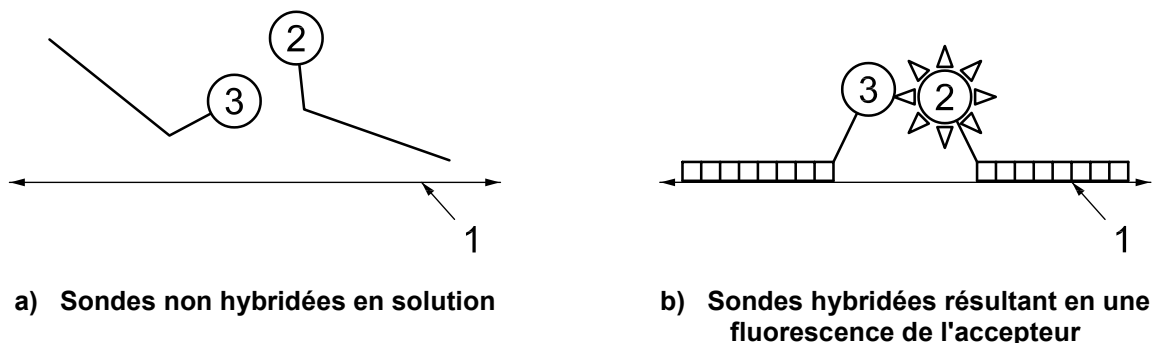 2
3
1
a) Sondes non hybridées en solution
3
2
1
b) Sondes hybridées résultant en une
fluorescence de l'accepteur